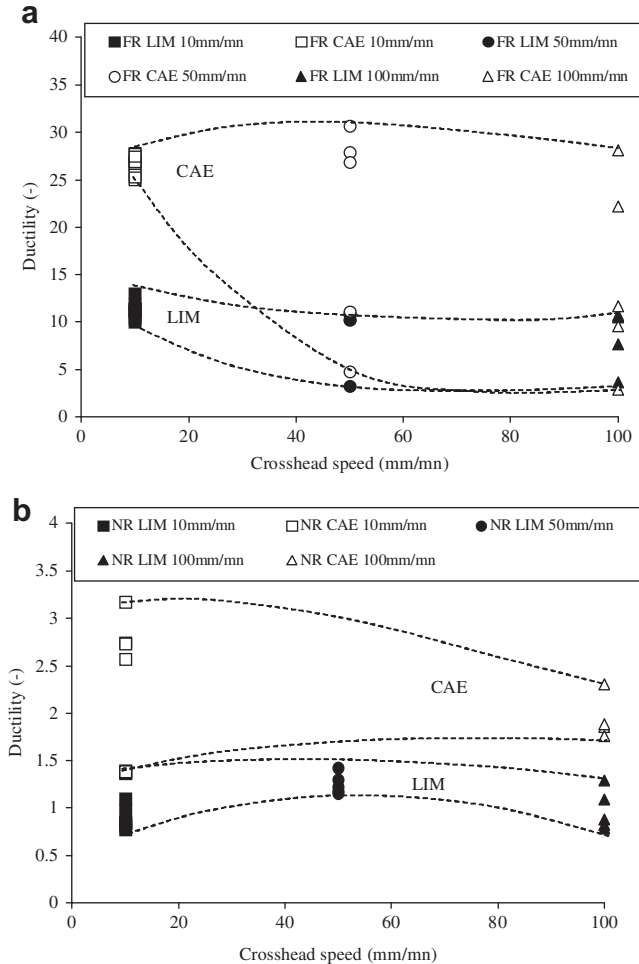 a
40
35
30
25
20
15
10
5
0
Ductility (-)
FR LIM 10mm/mn FR CAE 10mm/mn FR LIM 50mm/mn
FR CAE 50mm/mn FR LIM 100mm/mn FR CAE 100mm/mn
CAE
LIM
0 20 40 60 80 100
Crosshead speed (mm/mn)
b
4
3.5
3
2.5
2
1.5
1
0.5
0
Ductility (-)
NR LIM 10mm/mn NR CAE 10mm/mn NR LIM 50mm/mn
NR LIM 100mm/mn NR CAE 100mm/mn
CAE
LIM
0 20 40 60 80 100
Crosshead speed (mm/mn)